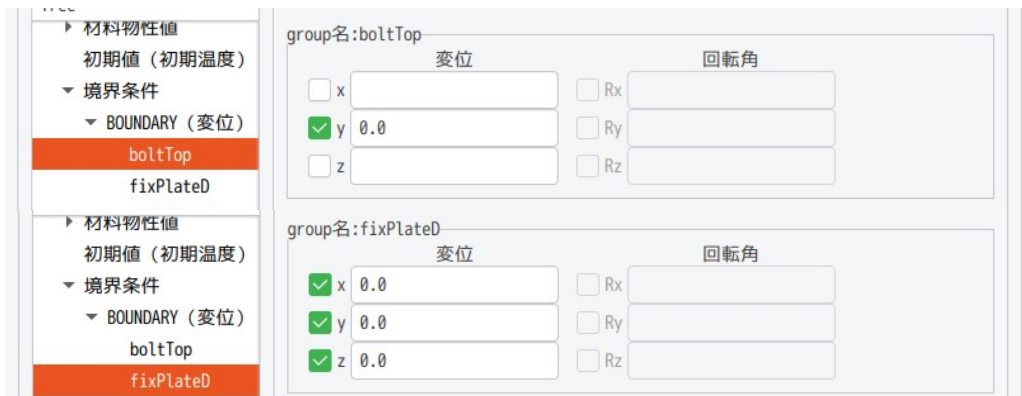 Tree
材料物性値
初期値 (初期温度)
境界条件
BOUNDARY (変位)
boltTop
fixPlateD
group名:boltTop
変位 回転角
x Rx
y 0.0 Ry
z Rz
材料物性値
初期値 (初期温度)
境界条件
BOUNDARY (変位)
boltTop
fixPlateD
group名:fixPlateD
変位 回転角
x 0.0 Rx
y 0.0 Ry
z 0.0 Rz